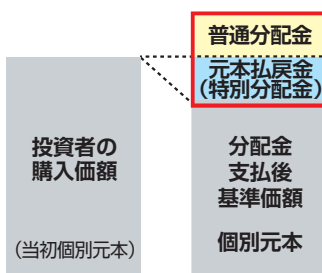 普通分配金
元本払戻金
(特別分配金)
投資者の
購入価額
(当初個別元本)
分配金
支払後
基準価額
個別元本